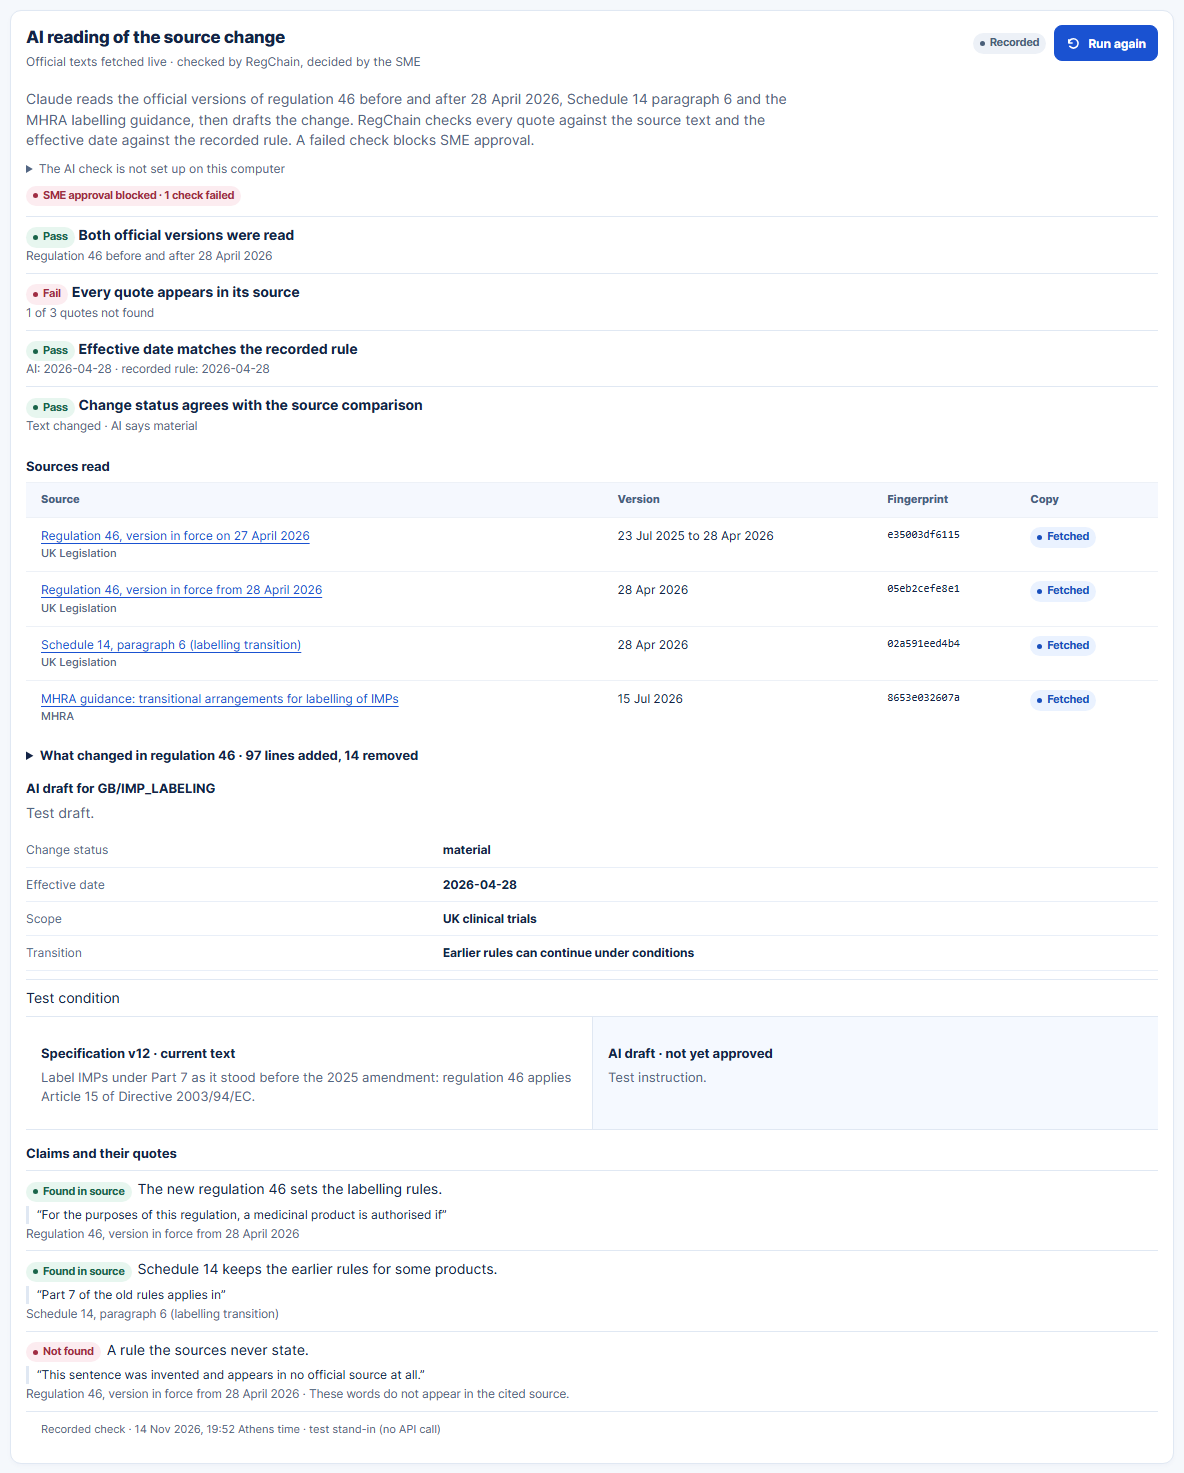 AI reading of the source change
Official texts fetched live · checked by RegChain, decided by the SME
Recorded
Run again
Claude reads the official versions of regulation 46 before and after 28 April 2026, Schedule 14 paragraph 6 and the
MHRA labelling guidance, then drafts the change. RegChain checks every quote against the source text and the
effective date against the recorded rule. A failed check blocks SME approval.
The AI check is not set up on this computer
SME approval blocked · 1 check failed
Pass Both official versions were read
Regulation 46 before and after 28 April 2026
Fail Every quote appears in its source
1 of 3 quotes not found
Pass Effective date matches the recorded rule
AI: 2026-04-28 · recorded rule: 2026-04-28
Pass Change status agrees with the source comparison
Text changed · AI says material
Sources read
Source Version Fingerprint Copy
Regulation 46, version in force on 27 April 2026 23 Jul 2025 to 28 Apr 2026 e35003df6115 Fetched
UK Legislation
Regulation 46, version in force from 28 April 2026 28 Apr 2026 05eb2cefe8e1 Fetched
UK Legislation
Schedule 14, paragraph 6 (labelling transition) 28 Apr 2026 02a591eed4b4 Fetched
UK Legislation
MHRA guidance: transitional arrangements for labelling of IMPs 15 Jul 2026 8653e032607a Fetched
MHRA
What changed in regulation 46 · 97 lines added, 14 removed
AI draft for GB/IMP_LABELING
Test draft.
Change status material
Effective date 2026-04-28
Scope UK clinical trials
Transition Earlier rules can continue under conditions
Test condition
Specification v12 · current text
Label IMPs under Part 7 as it stood before the 2025 amendment: regulation 46 applies
Article 15 of Directive 2003/94/EC.
AI draft · not yet approved
Test instruction.
Claims and their quotes
Found in source The new regulation 46 sets the labelling rules.
“For the purposes of this regulation, a medicinal product is authorised if”
Regulation 46, version in force from 28 April 2026
Found in source Schedule 14 keeps the earlier rules for some products.
“Part 7 of the old rules applies in”
Schedule 14, paragraph 6 (labelling transition)
Not found A rule the sources never state.
“This sentence was invented and appears in no official source at all.”
Regulation 46, version in force from 28 April 2026 · These words do not appear in the cited source.
Recorded check · 14 Nov 2026, 19:52 Athens time · test stand-in (no API call)